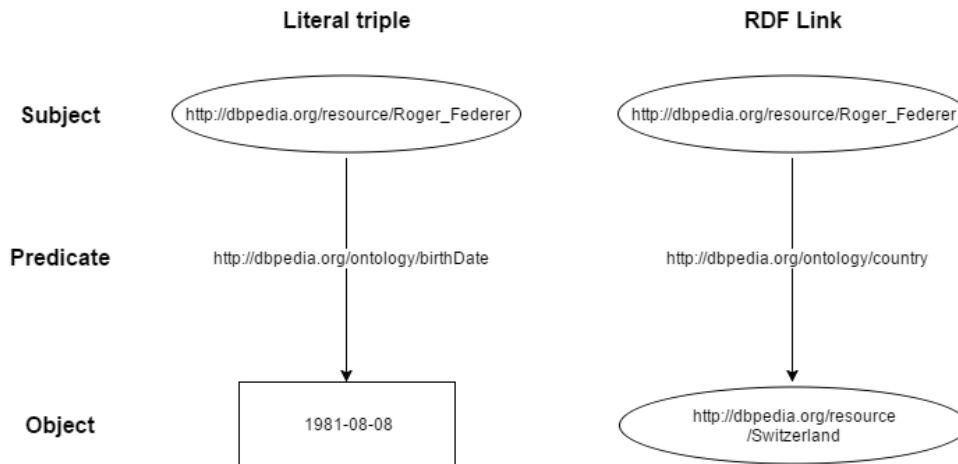 Literal triple
RDF Link
Subject
http://dbpedia.org/resource/Roger_Federer
http://dbpedia.org/resource/Roger_Federer
Predicate
http://dbpedia.org/ontology/birthDate
http://dbpedia.org/ontology/country
Object
1981-08-08
http://dbpedia.org/resource
/Switzerland